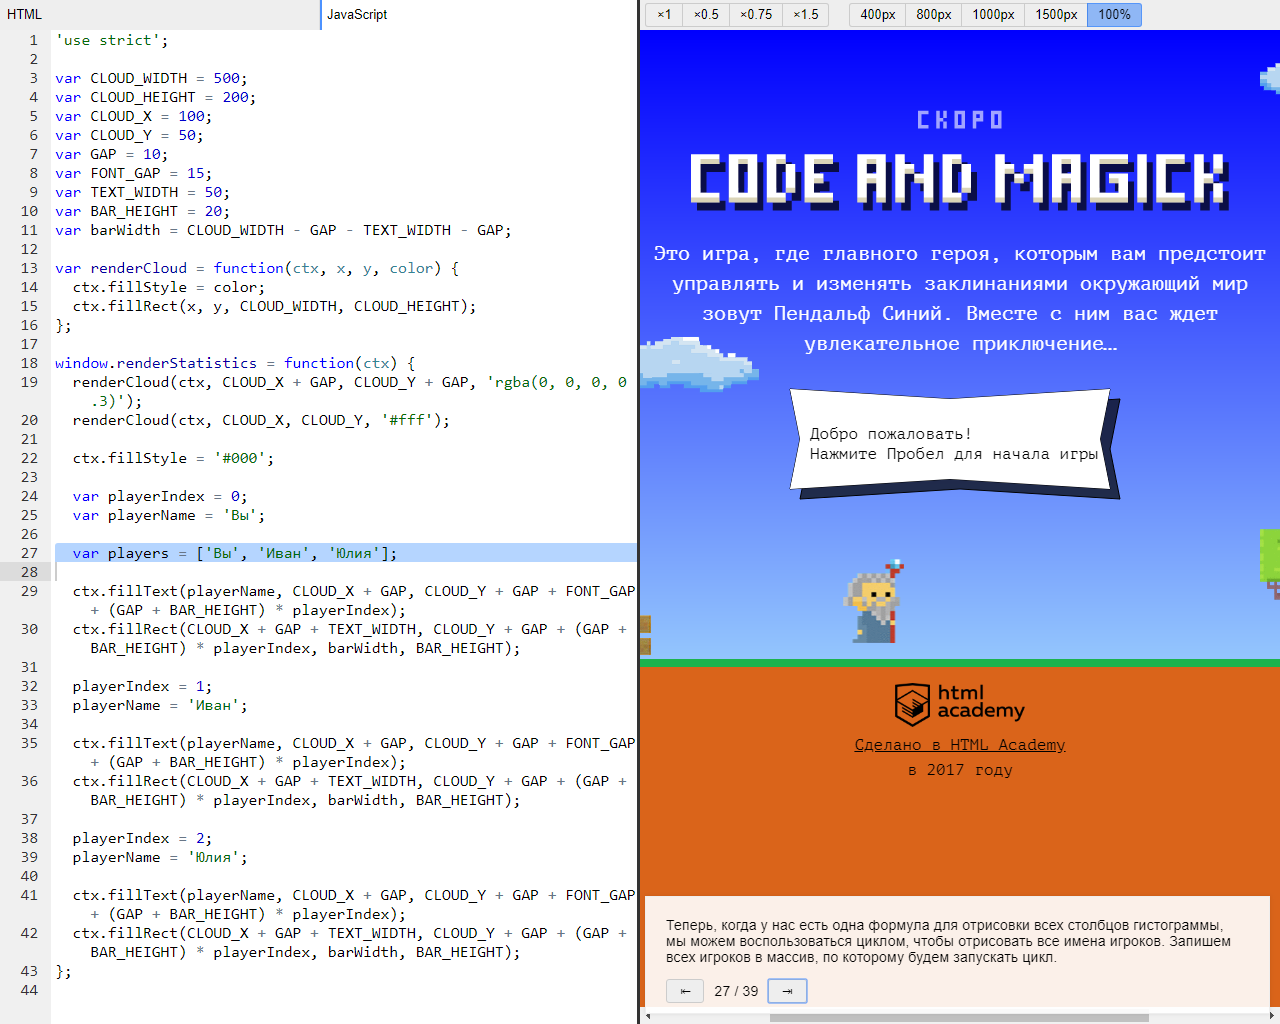 HTML
JavaScript
×1 ×0.5 ×0.75 ×1.5 400px 800px 1000px 1500px 100%
1 'use strict';
2
3 var CLOUD_WIDTH = 500;
4 var CLOUD_HEIGHT = 200;
5 var CLOUD_X = 100;
6 var CLOUD_Y = 50;
7 var GAP = 10;
8 var FONT_GAP = 15;
9 var TEXT_WIDTH = 50;
10 var BAR_HEIGHT = 20;
11 var barWidth = CLOUD_WIDTH - GAP - TEXT_WIDTH - GAP;
12
13 var renderCloud = function(ctx, x, y, color) {
14 ctx.fillStyle = color;
15 ctx.fillRect(x, y, CLOUD_WIDTH, CLOUD_HEIGHT);
16 };
17
18 window.renderStatistics = function(ctx) {
19 renderCloud(ctx, CLOUD_X + GAP, CLOUD_Y + GAP, 'rgba(0, 0, 0, 0
.3)');
20 renderCloud(ctx, CLOUD_X, CLOUD_Y, '#fff');
21
22 ctx.fillStyle = '#000';
23
24 var playerIndex = 0;
25 var playerName = 'Вы';
26
27 var players = ['Вы', 'Иван', 'Юлия'];
28
29 ctx.fillText(playerName, CLOUD_X + GAP, CLOUD_Y + GAP + FONT_GAP
+ (GAP + BAR_HEIGHT) * playerIndex);
30 ctx.fillRect(CLOUD_X + GAP + TEXT_WIDTH, CLOUD_Y + GAP + (GAP +
BAR_HEIGHT) * playerIndex, barWidth, BAR_HEIGHT);
31
32 playerIndex = 1;
33 playerName = 'Иван';
34
35 ctx.fillText(playerName, CLOUD_X + GAP, CLOUD_Y + GAP + FONT_GAP
+ (GAP + BAR_HEIGHT) * playerIndex);
36 ctx.fillRect(CLOUD_X + GAP + TEXT_WIDTH, CLOUD_Y + GAP + (GAP +
BAR_HEIGHT) * playerIndex, barWidth, BAR_HEIGHT);
37
38 playerIndex = 2;
39 playerName = 'Юлия';
40
41 ctx.fillText(playerName, CLOUD_X + GAP, CLOUD_Y + GAP + FONT_GAP
+ (GAP + BAR_HEIGHT) * playerIndex);
42 ctx.fillRect(CLOUD_X + GAP + TEXT_WIDTH, CLOUD_Y + GAP + (GAP +
BAR_HEIGHT) * playerIndex, barWidth, BAR_HEIGHT);
43 };
44
СКОРО
CODE AND MAGICK
Это игра, где главного героя, которым вам предстоит
управлять и изменять заклинаниями окружающий мир
зовут Пендальф Синий. Вместе с ним вас ждет
увлекательное приключение…
Добро пожаловать!
Нажмите Пробел для начала игры
html
academy
Сделано в HTML Academy
в 2017 году
Теперь, когда у нас есть одна формула для отрисовки всех столбцов гистограммы,
мы можем воспользоваться циклом, чтобы отрисовать все имена игроков. Запишем
всех игроков в массив, по которому будем запускать цикл.
⇤ 27 / 39 ⇥